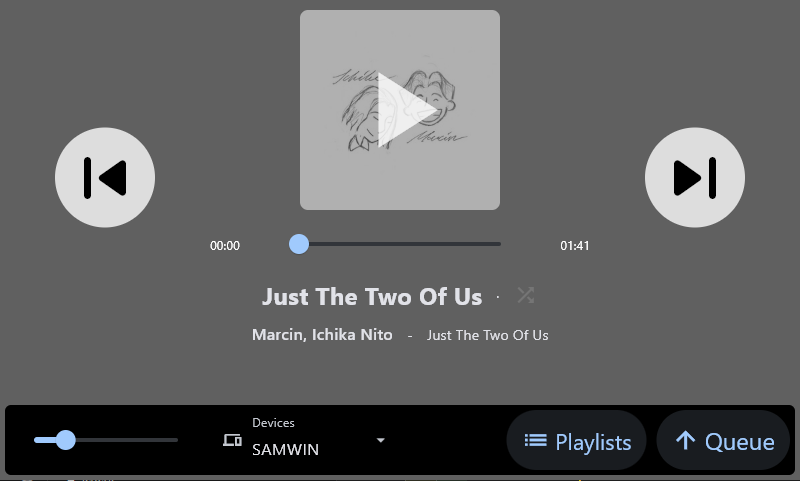 Ichika
Marcin
00:00
01:41
Just The Two Of Us ·
Marcin, Ichika Nito - Just The Two Of Us
Devices
SAMWIN
Playlists
Queue